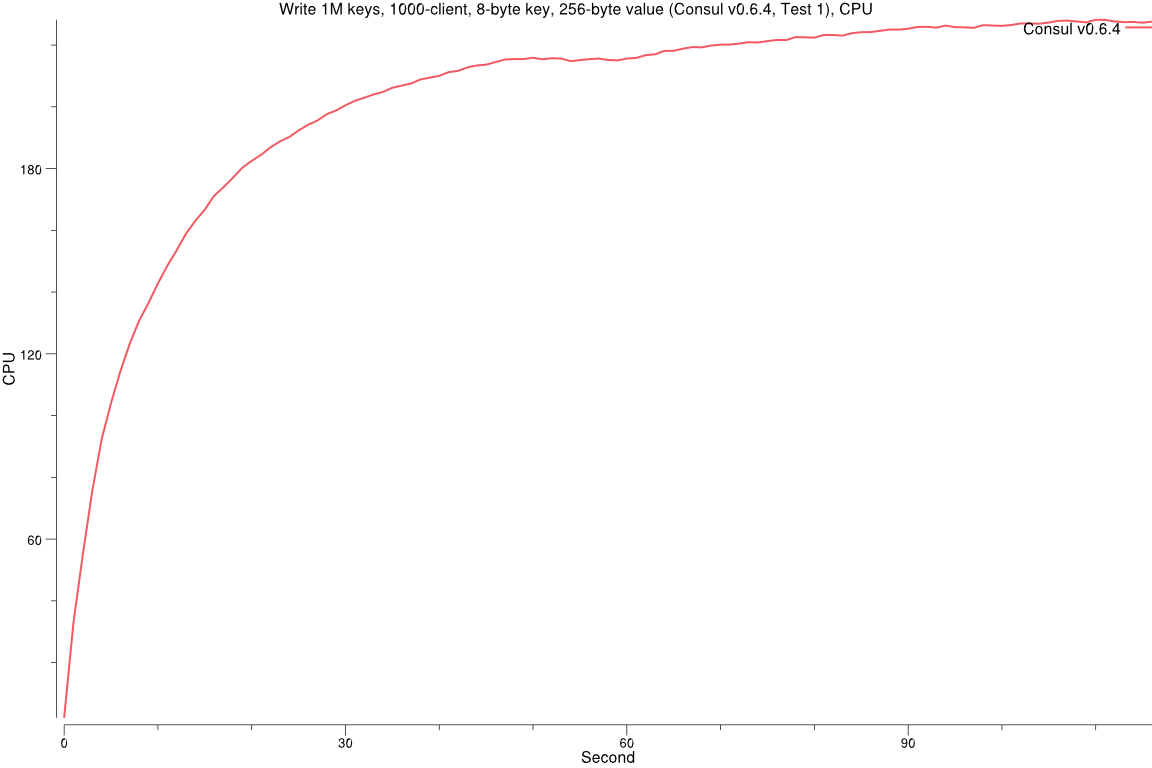 Write 1M keys, 1000-client, 8-byte key, 256-byte value (Consul v0.6.4, Test 1), CPU
Consul v0.6.4
180
120
60
CPU
0 30 60 90
Second